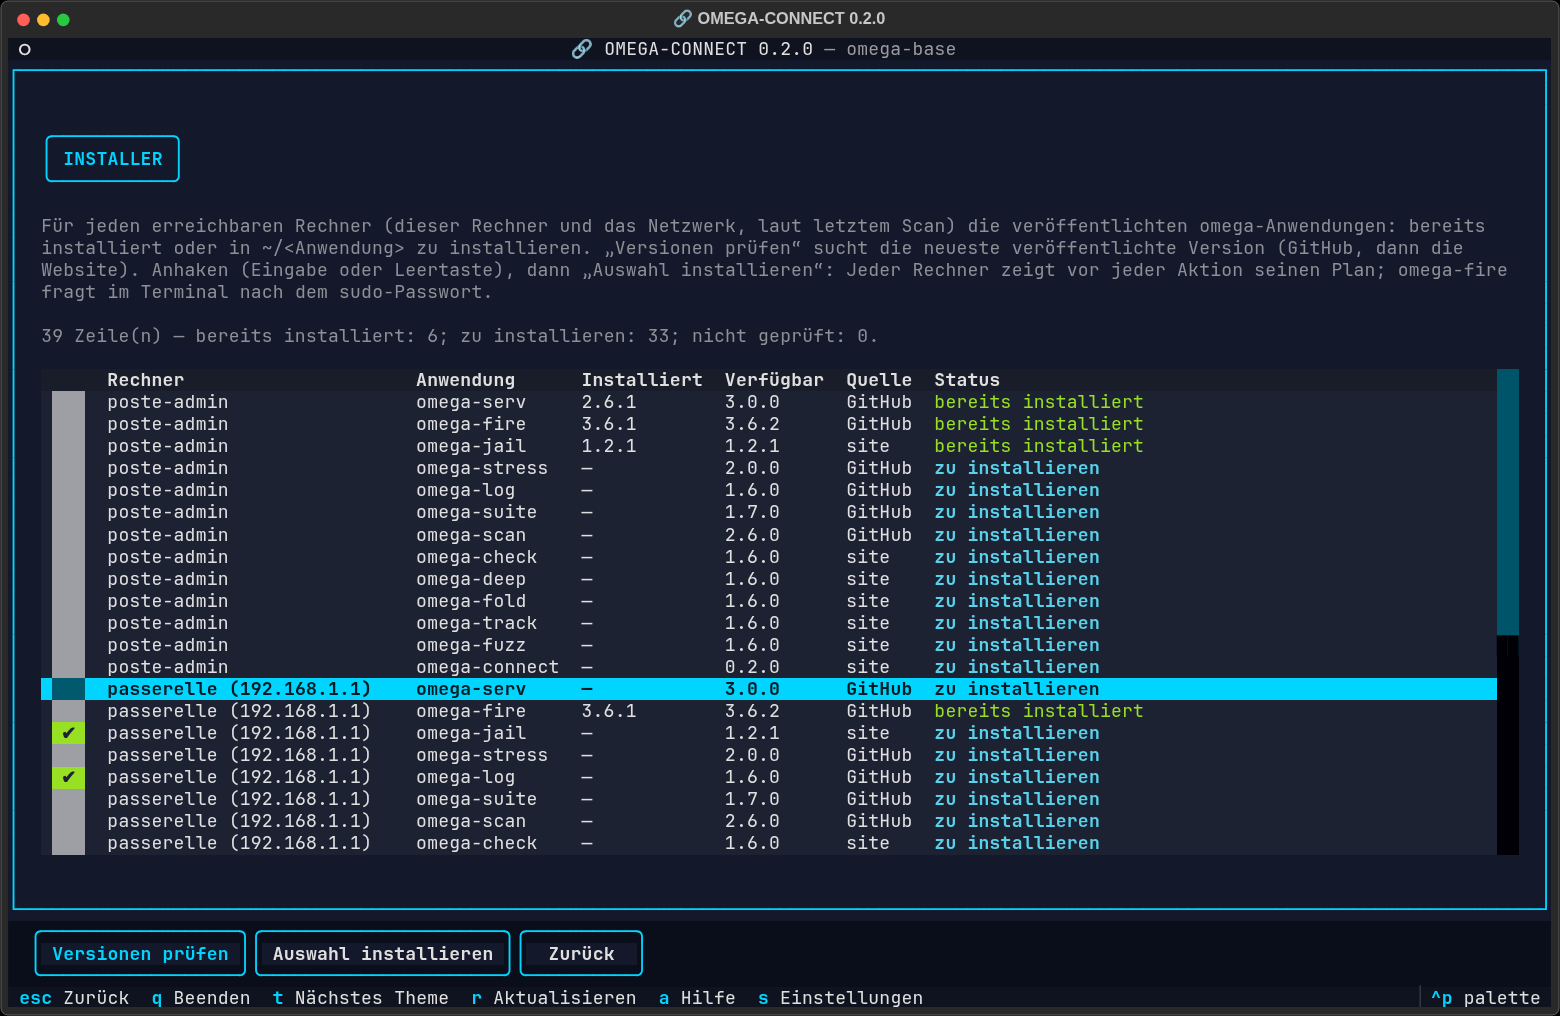 🔗 OMEGA-CONNECT 0.2.0
🔗 OMEGA-CONNECT 0.2.0 — omega-base
INSTALLER
Für jeden erreichbaren Rechner (dieser Rechner und das Netzwerk, laut letztem Scan) die veröffentlichten omega-Anwendungen: bereits
installiert oder in ~/<Anwendung> zu installieren. „Versionen prüfen“ sucht die neueste veröffentlichte Version (GitHub, dann die
Website). Anhaken (Eingabe oder Leertaste), dann „Auswahl installieren“: Jeder Rechner zeigt vor jeder Aktion seinen Plan; omega-fire
fragt im Terminal nach dem sudo-Passwort.
39 Zeile(n) — bereits installiert: 6; zu installieren: 33; nicht geprüft: 0.
Rechner Anwendung Installiert Verfügbar Quelle Status
poste-admin omega-serv 2.6.1 3.0.0 GitHub bereits installiert
poste-admin omega-fire 3.6.1 3.6.2 GitHub bereits installiert
poste-admin omega-jail 1.2.1 1.2.1 site bereits installiert
poste-admin omega-stress — 2.0.0 GitHub zu installieren
poste-admin omega-log — 1.6.0 GitHub zu installieren
poste-admin omega-suite — 1.7.0 GitHub zu installieren
poste-admin omega-scan — 2.6.0 GitHub zu installieren
poste-admin omega-check — 1.6.0 site zu installieren
poste-admin omega-deep — 1.6.0 site zu installieren
poste-admin omega-fold — 1.6.0 site zu installieren
poste-admin omega-track — 1.6.0 site zu installieren
poste-admin omega-fuzz — 1.6.0 site zu installieren
poste-admin omega-connect — 0.2.0 site zu installieren
passerelle (192.168.1.1) omega-serv — 3.0.0 GitHub zu installieren
passerelle (192.168.1.1) omega-fire 3.6.1 3.6.2 GitHub bereits installiert
✔ passerelle (192.168.1.1) omega-jail — 1.2.1 site zu installieren
passerelle (192.168.1.1) omega-stress — 2.0.0 GitHub zu installieren
✔ passerelle (192.168.1.1) omega-log — 1.6.0 GitHub zu installieren
passerelle (192.168.1.1) omega-suite — 1.7.0 GitHub zu installieren
passerelle (192.168.1.1) omega-scan — 2.6.0 GitHub zu installieren
passerelle (192.168.1.1) omega-check — 1.6.0 site zu installieren
Versionen prüfen Auswahl installieren Zurück
esc Zurück q Beenden t Nächstes Theme r Aktualisieren a Hilfe s Einstellungen ^p palette